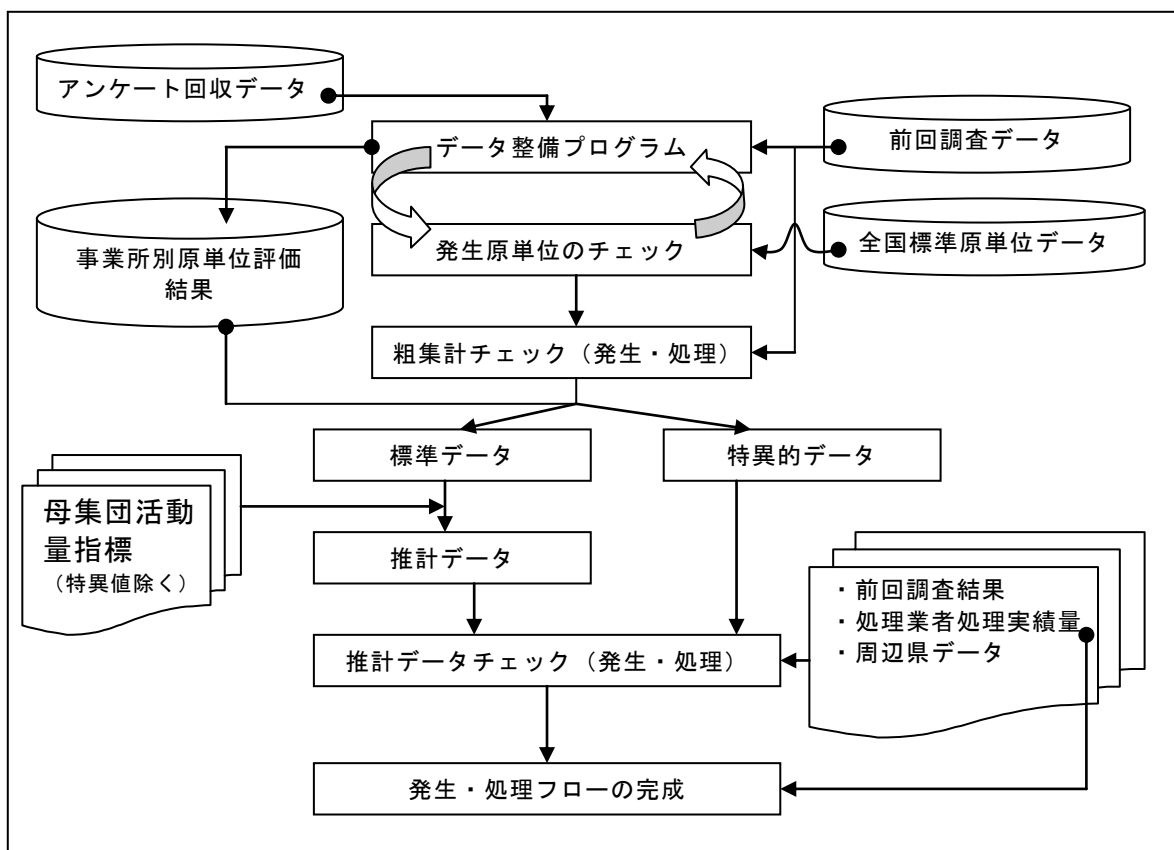 アンケート回収データ
データ整備プログラム
前回調査データ
事業所別原単位評価
結果
発生原単位のチェック
全国標準原単位データ
粗集計チェック（発生・処理）
標準データ
特異的データ
母集団活動
量指標
（特異値除く）
推計データ
・前回調査結果
・処理業者処理実績量
・周辺県データ
推計データチェック（発生・処理）
発生・処理フローの完成